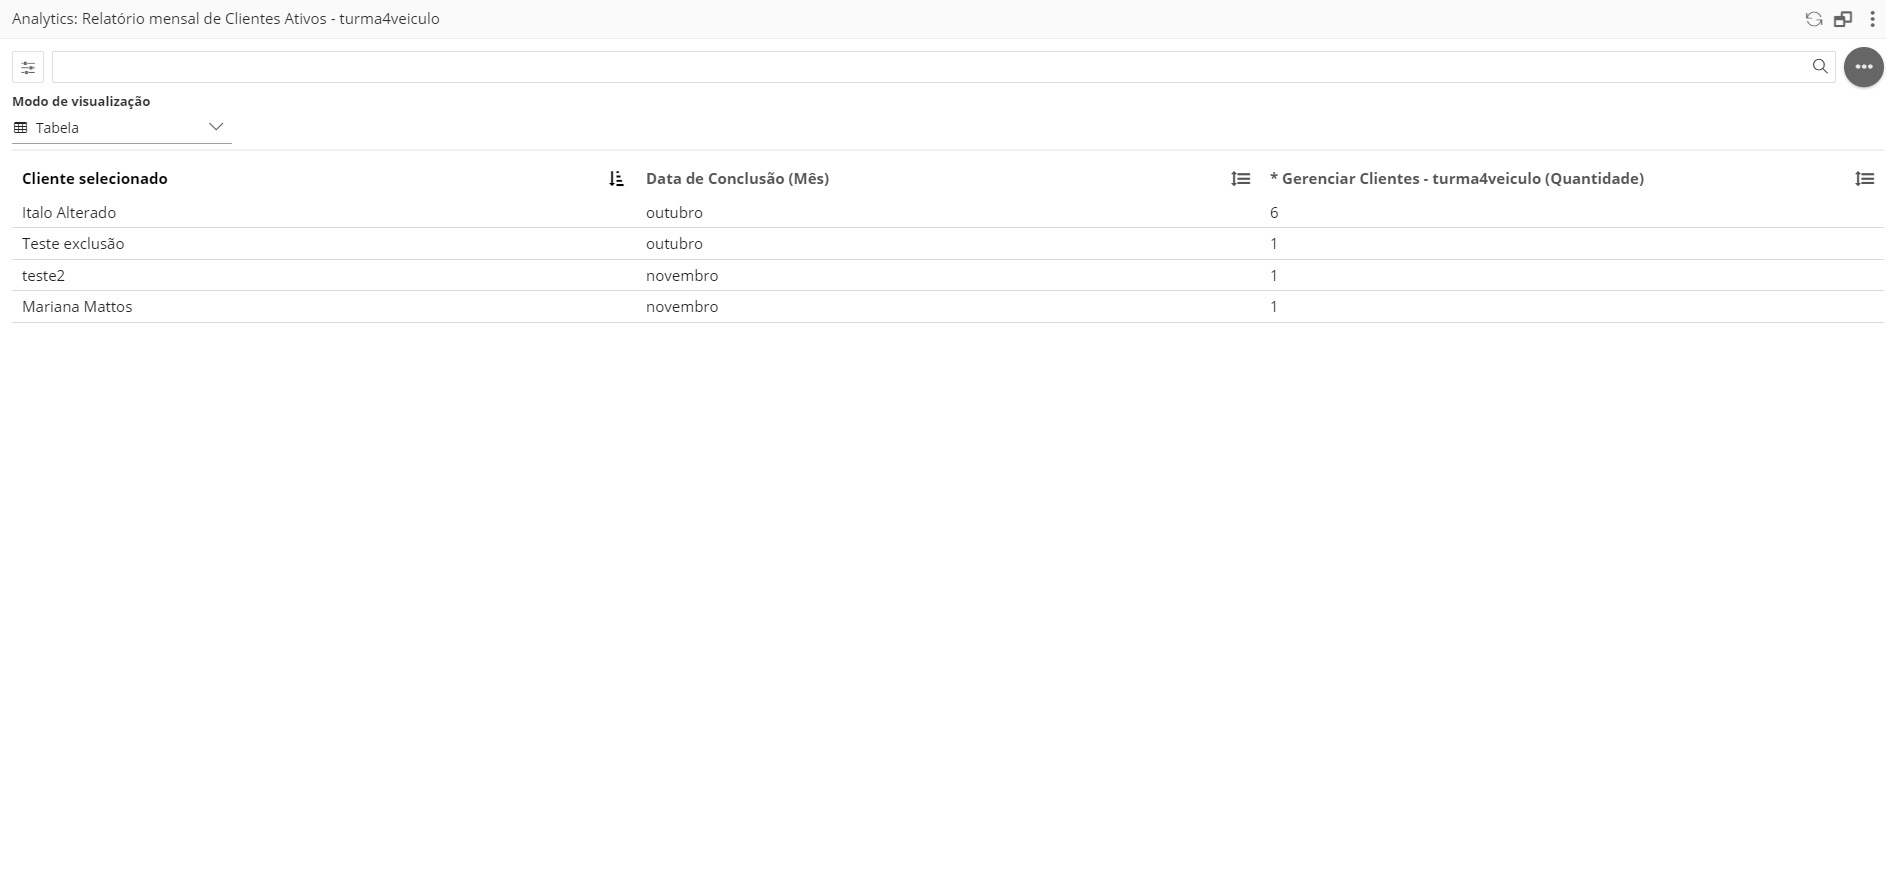 Analytics: Relatório mensal de Clientes Ativos - turma4veiculo
Modo de visualização
Tabela
Cliente selecionado Data de Conclusão (Mês) * Gerenciar Clientes - turma4veiculo (Quantidade)
Italo Alterado outubro 6
Teste exclusão outubro 1
teste2 novembro 1
Mariana Mattos novembro 1